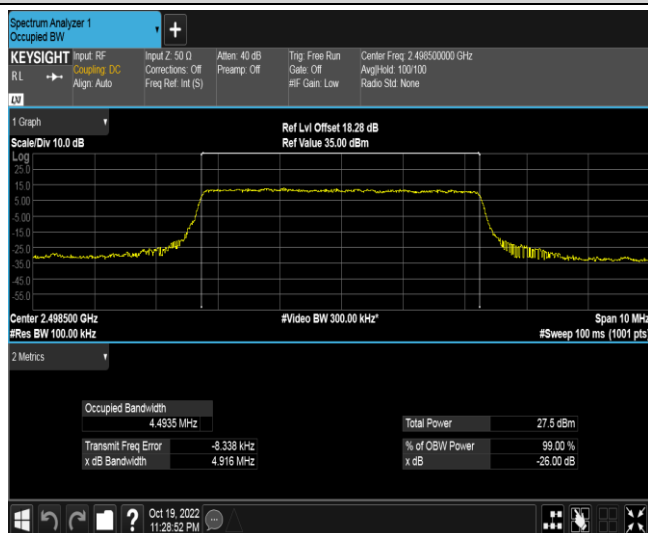 Spectrum Analyzer 1
Occupied BW
+
KEYSIGHT Input: RF Input Z: 50 Ω Atten: 40 dB Trig: Free Run Center Freq: 2.498500000 GHz
RL Coupling: DC Corrections: Off Preamp: Off Gate: Off Avg|Hold: 100/100
Align: Auto Freq Ref: Int (S) #IF Gain: Low Radio Std: None
LXI
1 Graph Ref Lvl Offset 18.28 dB
Scale/Div 10.0 dB Ref Value 35.00 dBm
Log
25.0
15.0
5.00
-5.00
-15.0
-25.0
-35.0
-45.0
-55.0
Center 2.498500 GHz #Video BW 300.00 kHz* Span 10 MHz
#Res BW 100.00 kHz #Sweep 100 ms (1001 pts)
2 Metrics
Occupied Bandwidth
4.4935 MHz Total Power 27.5 dBm
Transmit Freq Error -8.338 kHz % of OBW Power 99.00 %
x dB Bandwidth 4.916 MHz x dB -26.00 dB
? Oct 19, 2022
11:28:52 PM